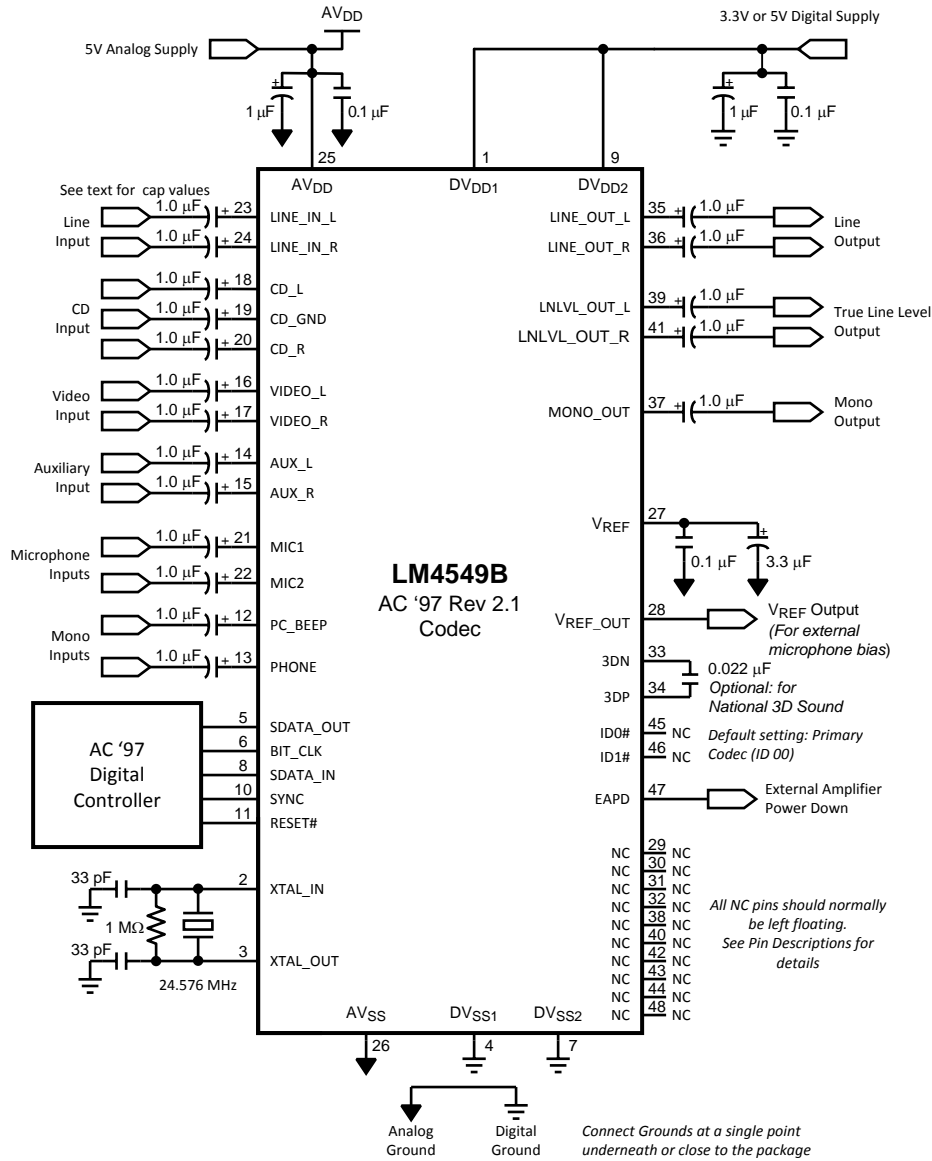 AVDD
5V Analog Supply
3.3V or 5V Digital Supply
+
1 µF
0.1 µF
+
1 µF
0.1 µF
25
1
9
AVDD
DVDD1
DVDD2
See text for cap values
Line
Input
1.0 µF + 23 LINE_IN_L
1.0 µF + 24 LINE_IN_R
CD
Input
1.0 µF + 18 CD_L
1.0 µF + 19 CD_GND
1.0 µF + 20 CD_R
Video
Input
1.0 µF + 16 VIDEO_L
1.0 µF + 17 VIDEO_R
Auxiliary
Input
1.0 µF + 14 AUX_L
1.0 µF + 15 AUX_R
Microphone
Inputs
1.0 µF + 21 MIC1
1.0 µF + 22 MIC2
Mono
Inputs
1.0 µF + 12 PC_BEEP
1.0 µF + 13 PHONE
AC '97
Digital
Controller
5 SDATA_OUT
6 BIT_CLK
8 SDATA_IN
10 SYNC
11 RESET#
33 pF
2 XTAL_IN
1 MΩ
33 pF
3 XTAL_OUT
24.576 MHz
LM4549B
AC '97 Rev 2.1
Codec
LINE_OUT_L 35 + 1.0 µF
LINE_OUT_R 36 + 1.0 µF
Line
Output
LNLVL_OUT_L 39 + 1.0 µF
LNLVL_OUT_R 41 + 1.0 µF
True Line Level
Output
MONO_OUT 37 + 1.0 µF
Mono
Output
VREF 27
0.1 µF
+
3.3 µF
VREF_OUT 28
VREF Output
(For external
microphone bias)
3DN 33
3DP 34
0.022 µF
Optional: for
National 3D Sound
ID0# 45 NC
ID1# 46 NC
Default setting: Primary
Codec (ID 00)
EAPD 47
External Amplifier
Power Down
NC 29 NC
NC 30 NC
NC 31 NC
NC 32 NC
NC 38 NC
NC 40 NC
NC 42 NC
NC 43 NC
NC 44 NC
NC 48 NC
All NC pins should normally
be left floating.
See Pin Descriptions for
details
AVSS
DVSS1
DVSS2
26
4
7
Analog
Ground
Digital
Ground
Connect Grounds at a single point
underneath or close to the package